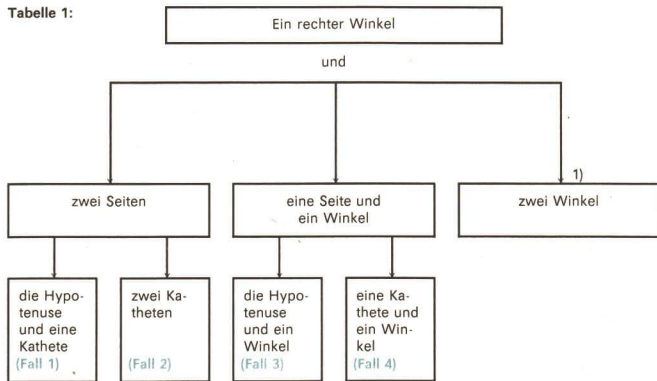 Tabelle 1:
Ein rechter Winkel
und
zwei Seiten
eine Seite und
ein Winkel
1)
zwei Winkel
die Hypo-
tenuse
und eine
Kathete
(Fall 1)
zwei Ka-
theten
(Fall 2)
die Hypo-
tenuse
und ein
Winkel
(Fall 3)
eine Ka-
thete und
ein Win-
kel
(Fall 4)